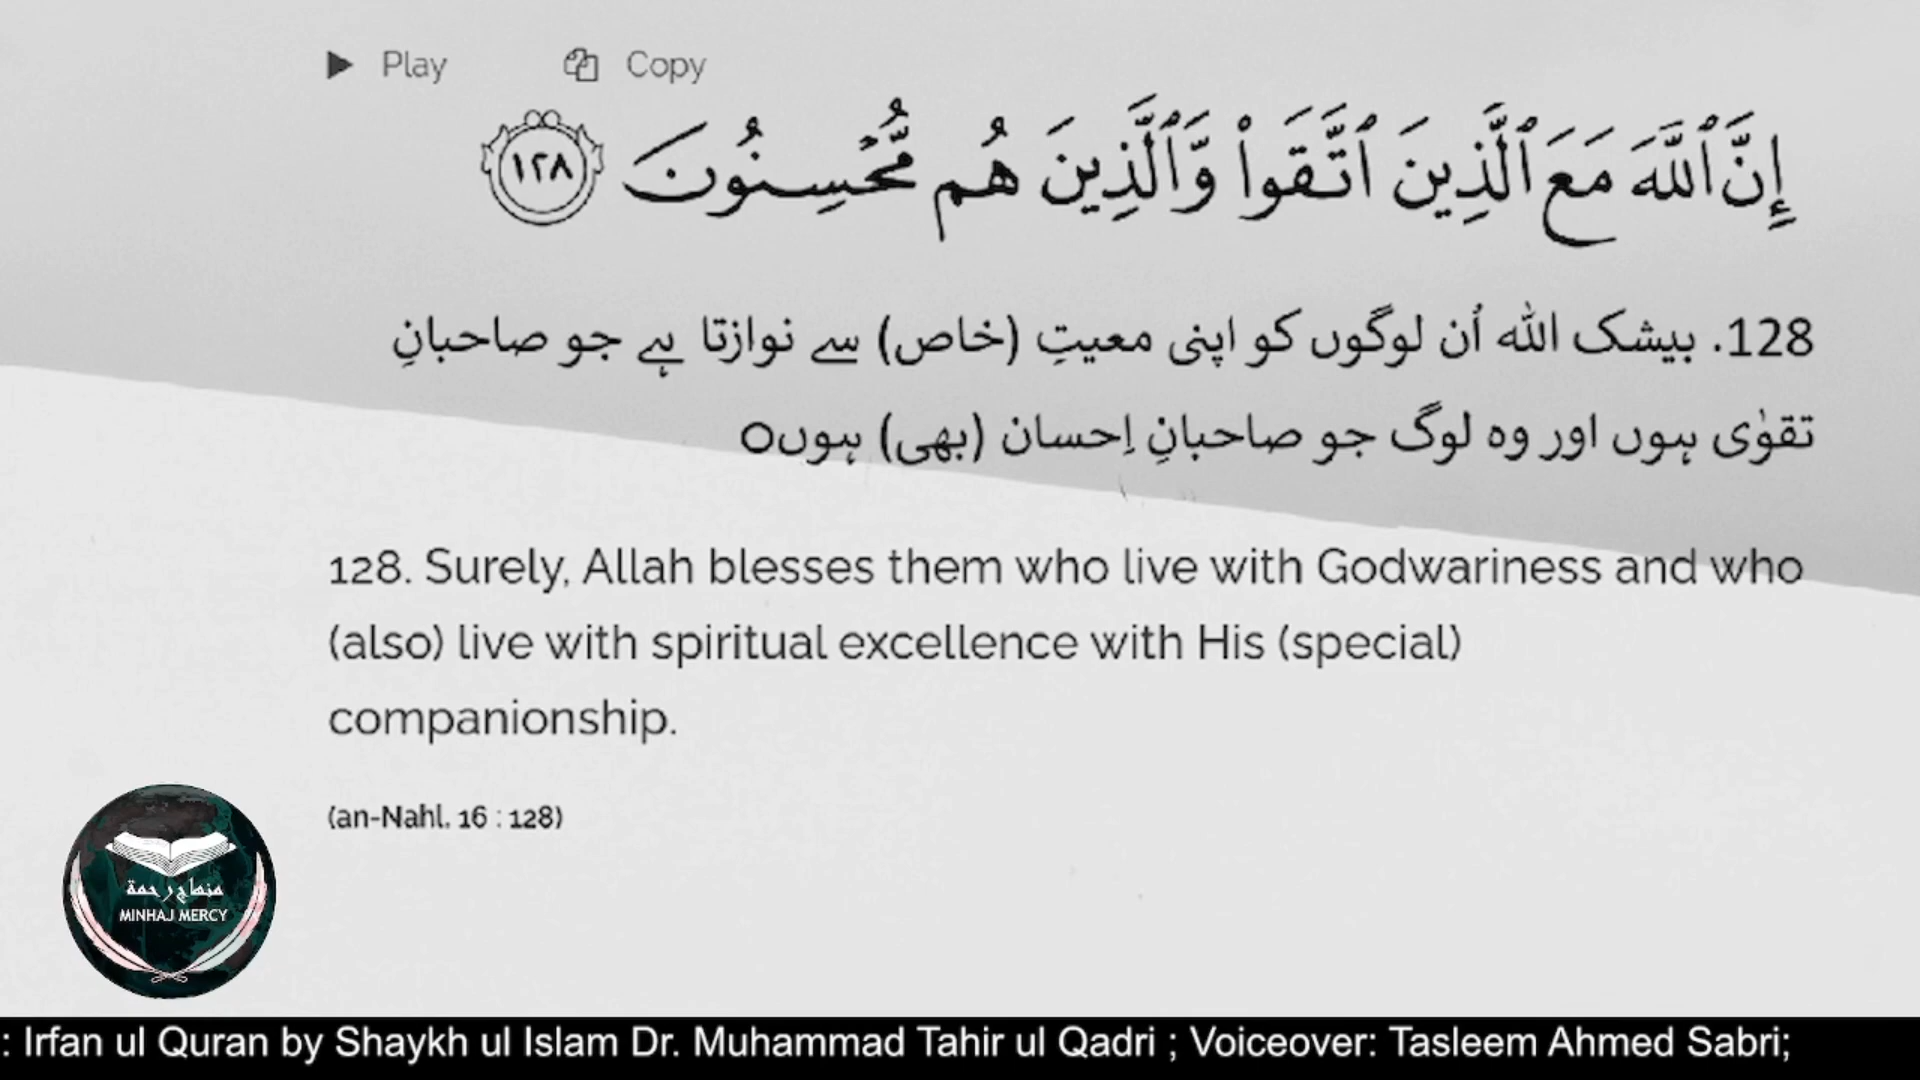 Play Copy
إِنَّ ٱللَّهَ مَعَ ٱلَّذِينَ ٱتَّقَوا۟ وَّٱلَّذِينَ هُم مُّحْسِنُونَ ١٢٨
128. بیشک اللہ اُن لوگوں کو اپنی معیتِ (خاص) سے نوازتا ہے جو صاحبانِ
تقوٰی ہوں اور وہ لوگ جو صاحبانِ اِحسان (بھی) ہوںo
128. Surely, Allah blesses them who live with Godwariness and who
(also) live with spiritual excellence with His (special)
companionship.
(an-Nahl, 16 : 128)
منهاج رحمة
MINHAJ MERCY
: Irfan ul Quran by Shaykh ul Islam Dr. Muhammad Tahir ul Qadri ; Voiceover: Tasleem Ahmed Sabri;